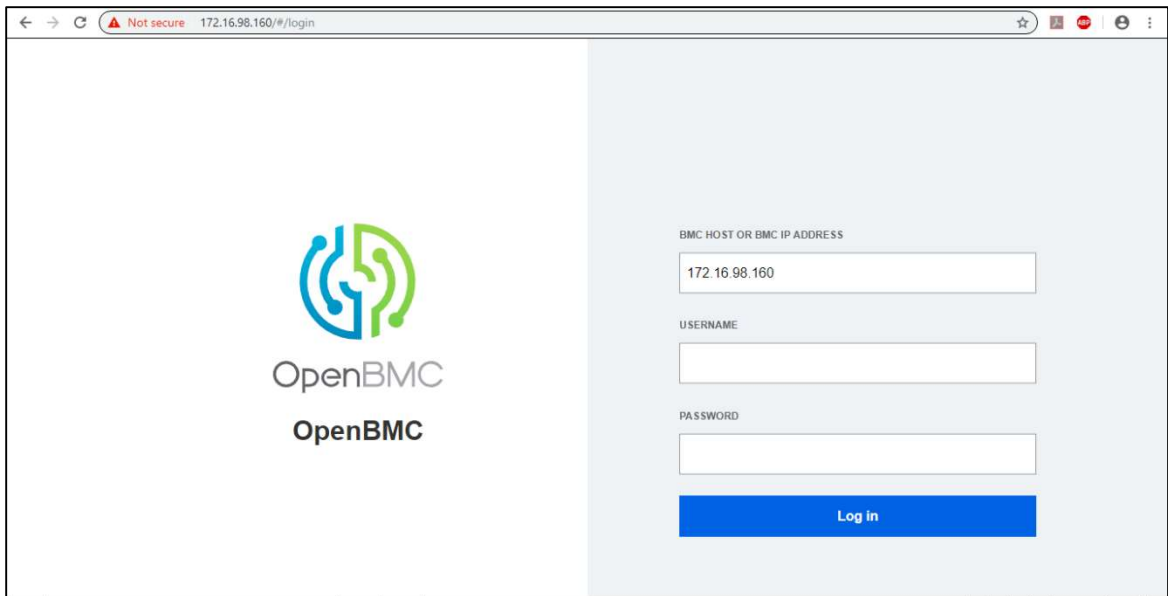 Not secure 172.16.98.160/#/login
ABP
OpenBMC
OpenBMC
BMC HOST OR BMC IP ADDRESS
172.16.98.160
USERNAME
PASSWORD
Log in